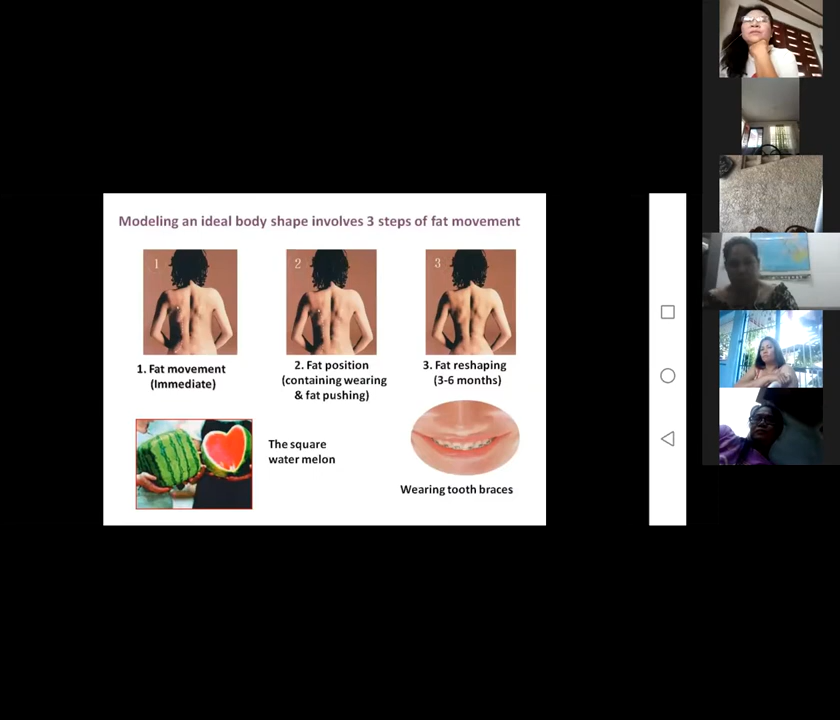 Modeling an ideal body shape involves 3 steps of fat movement
1
2
3
1. Fat movement
(Immediate)
2. Fat position
(containing wearing
& fat pushing)
3. Fat reshaping
(3-6 months)
The square
water melon
Wearing tooth braces